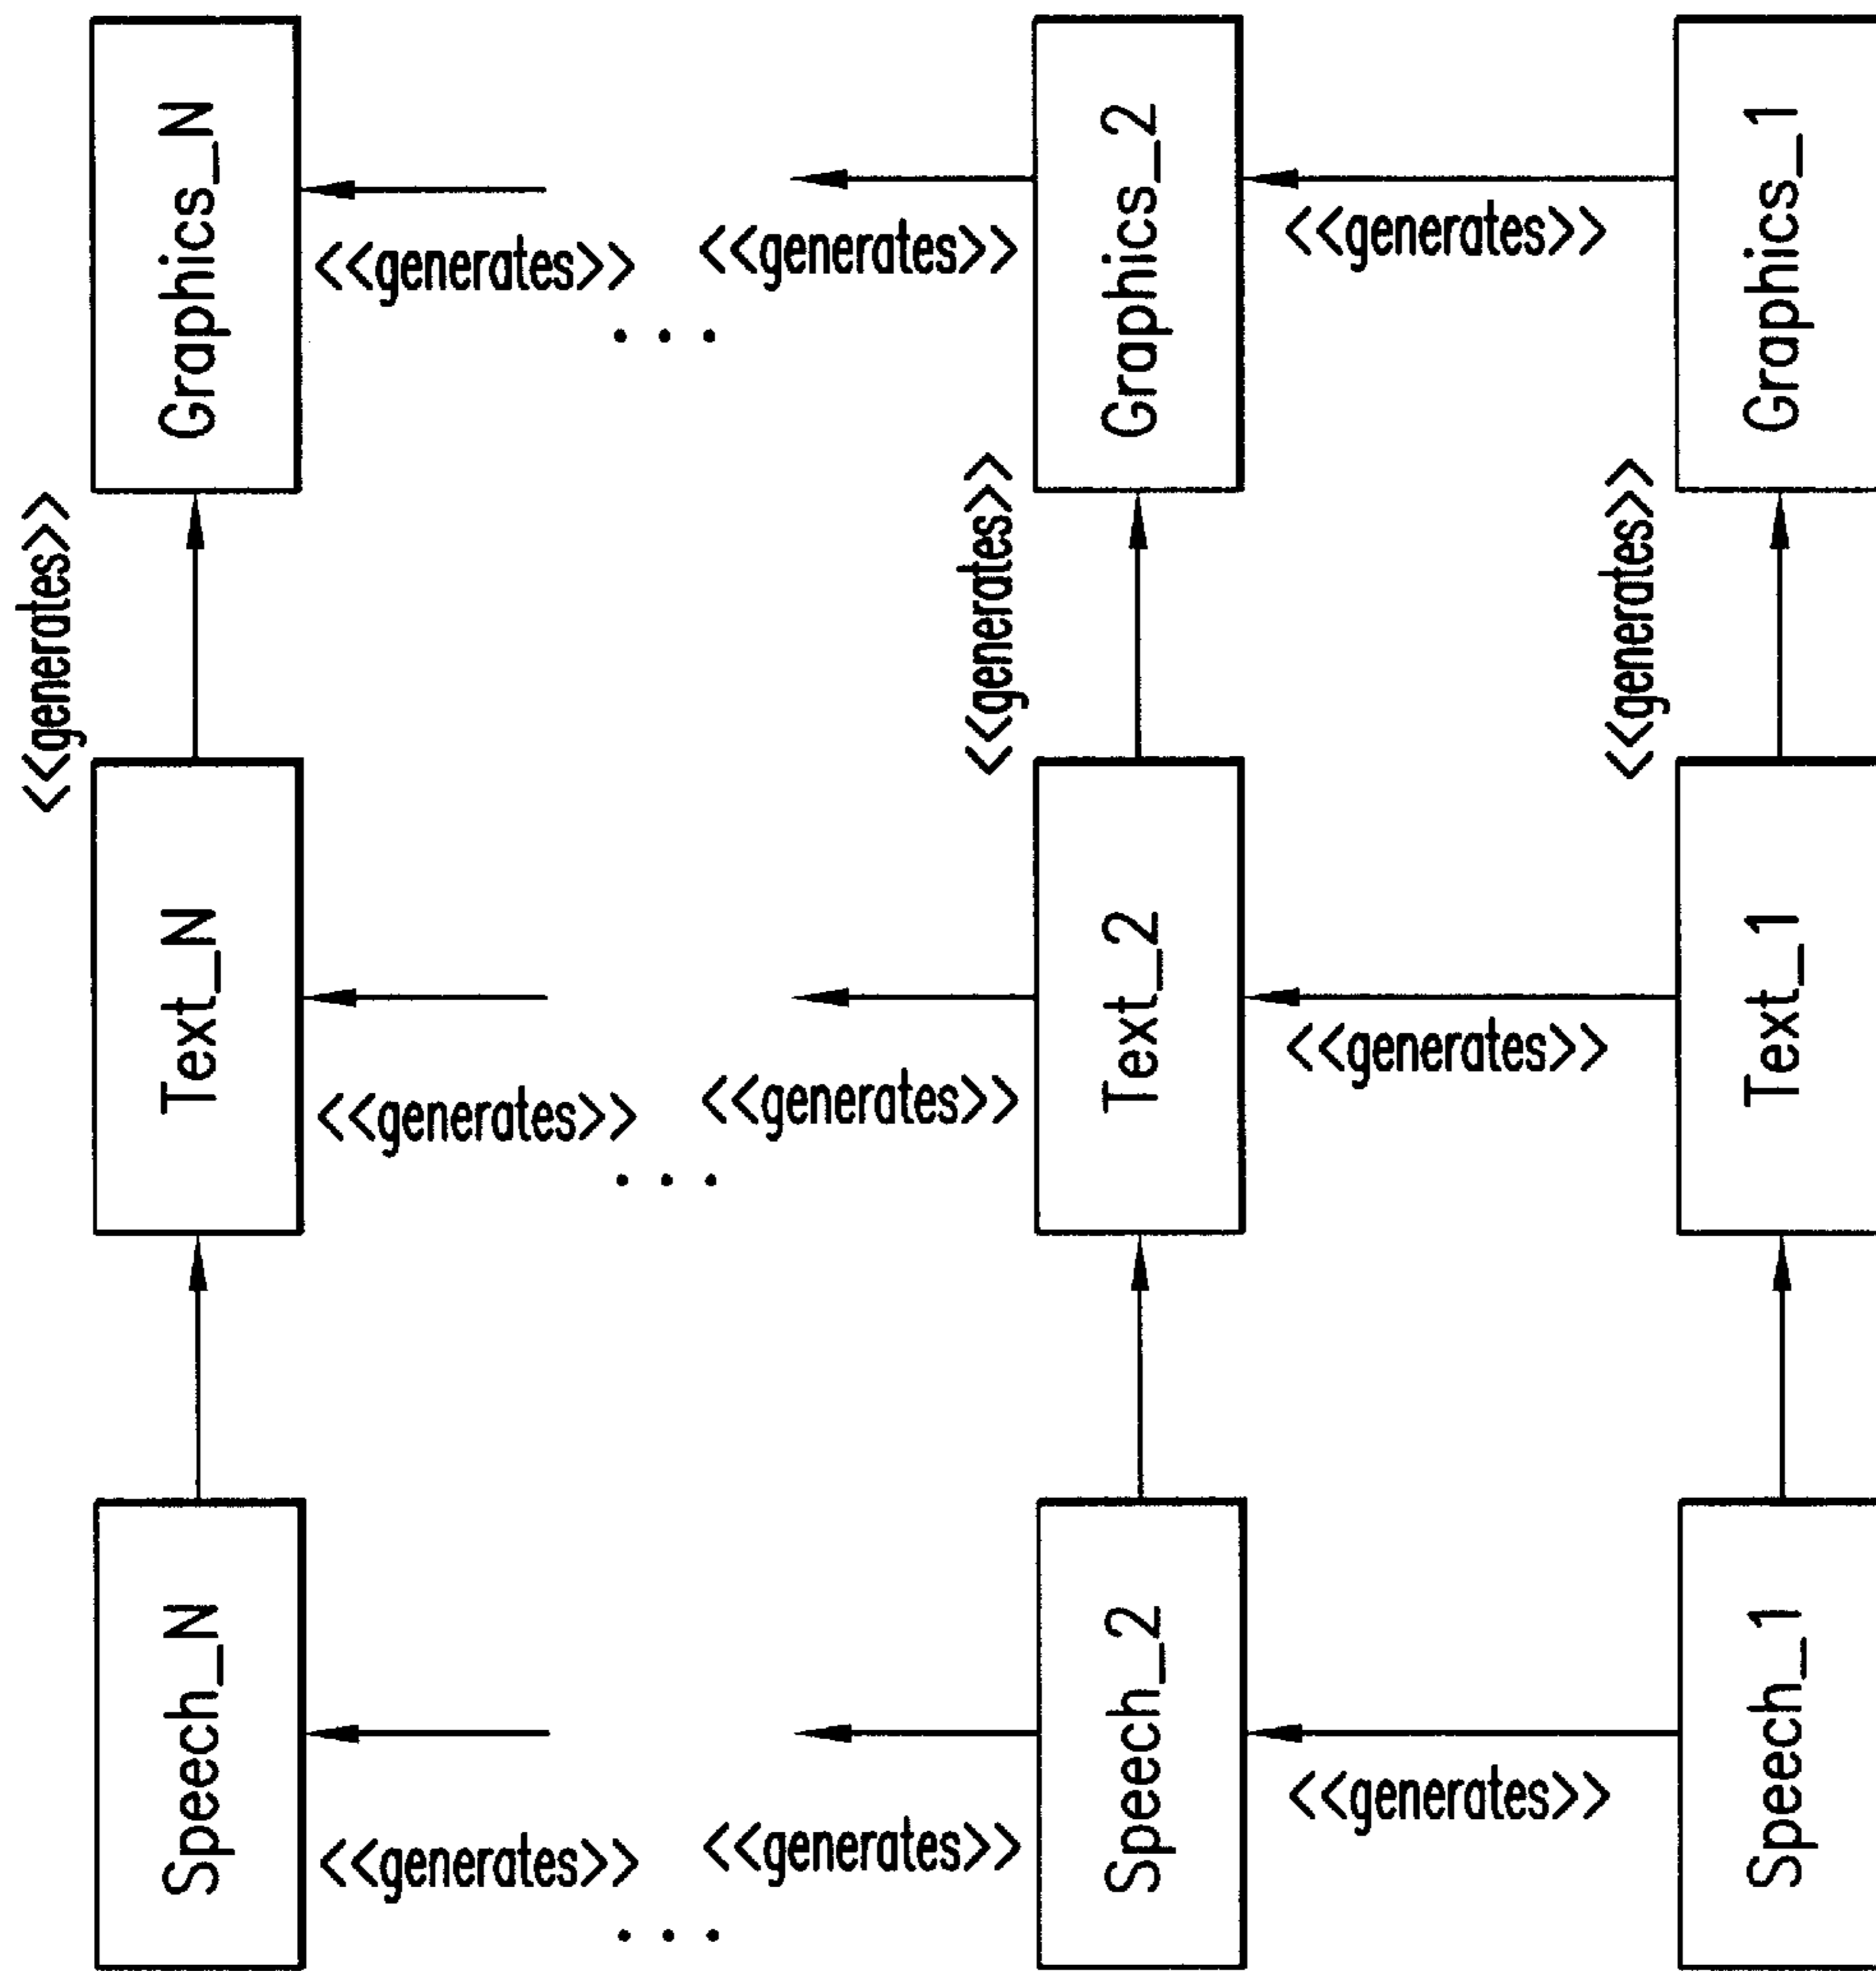 <<generates>>
Graphics_N
<<generates>>
. . .
<<generates>>
Graphics_2
<<generates>>
Graphics_1
<<generates>>
<<generates>>
Text_N
<<generates>>
. . .
<<generates>>
Text_2
<<generates>>
Text_1
Speech_N
<<generates>>
. . .
<<generates>>
Speech_2
<<generates>>
Speech_1